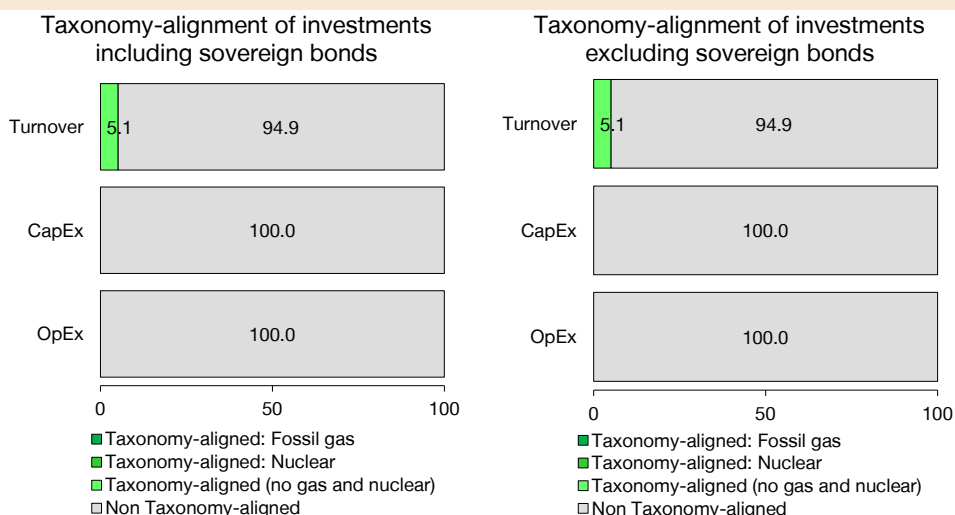 Taxonomy-alignment of investments
including sovereign bonds
Turnover
5.1
94.9
CapEx
100.0
OpEx
100.0
0
50
100
Taxonomy-aligned: Fossil gas
Taxonomy-aligned: Nuclear
Taxonomy-aligned (no gas and nuclear)
Non Taxonomy-aligned
Taxonomy-alignment of investments
excluding sovereign bonds
Turnover
5.1
94.9
CapEx
100.0
OpEx
100.0
0
50
100
Taxonomy-aligned: Fossil gas
Taxonomy-aligned: Nuclear
Taxonomy-aligned (no gas and nuclear)
Non Taxonomy-aligned